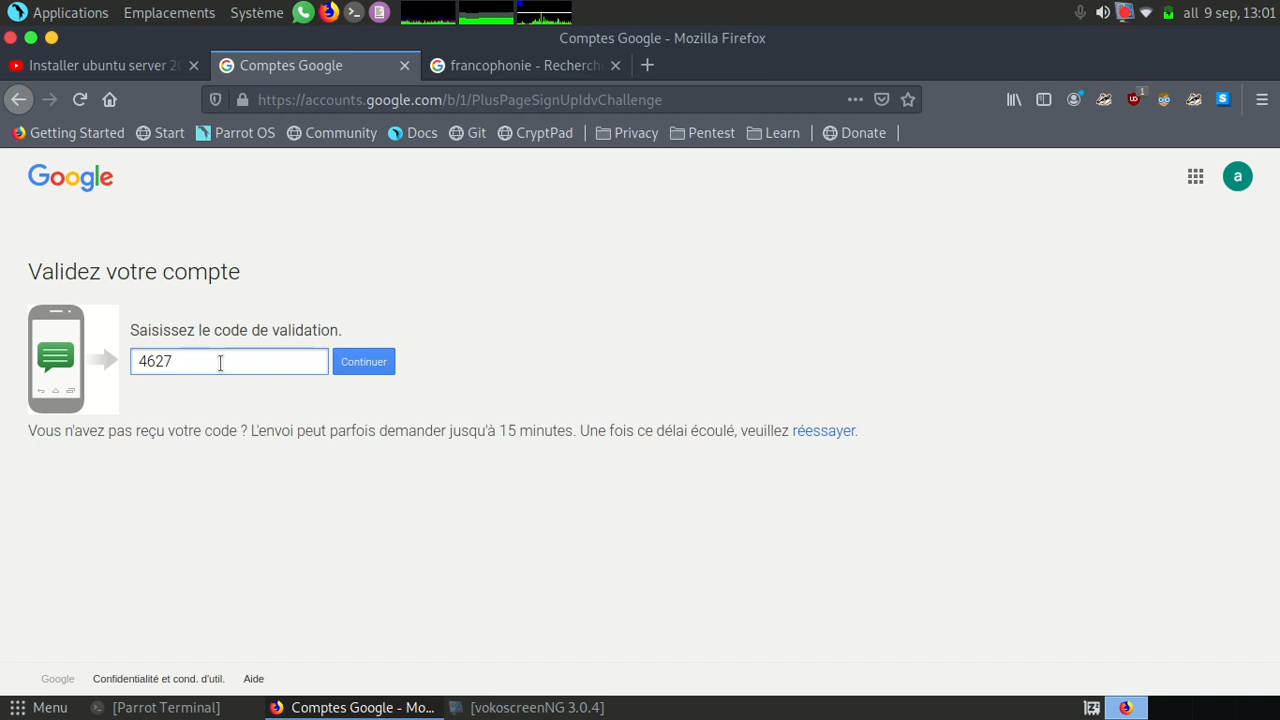 Applications Emplacements Système all 9 sep, 13:01
Comptes Google - Mozilla Firefox
Installer ubuntu server 20 Comptes Google francophonie - Recherch
https://accounts.google.com/b/1/PlusPageSignUpIdvChallenge
Getting Started Start Parrot OS Community Docs Git CryptPad Privacy Pentest Learn Donate
Google a
Validez votre compte
Saisissez le code de validation.
4627 Continuer
Vous n'avez pas reçu votre code ? L'envoi peut parfois demander jusqu'à 15 minutes. Une fois ce délai écoulé, veuillez réessayer.
Google Confidentialité et cond. d'util. Aide
Menu [Parrot Terminal] Comptes Google - Mo... [vokoscreenNG 3.0.4]